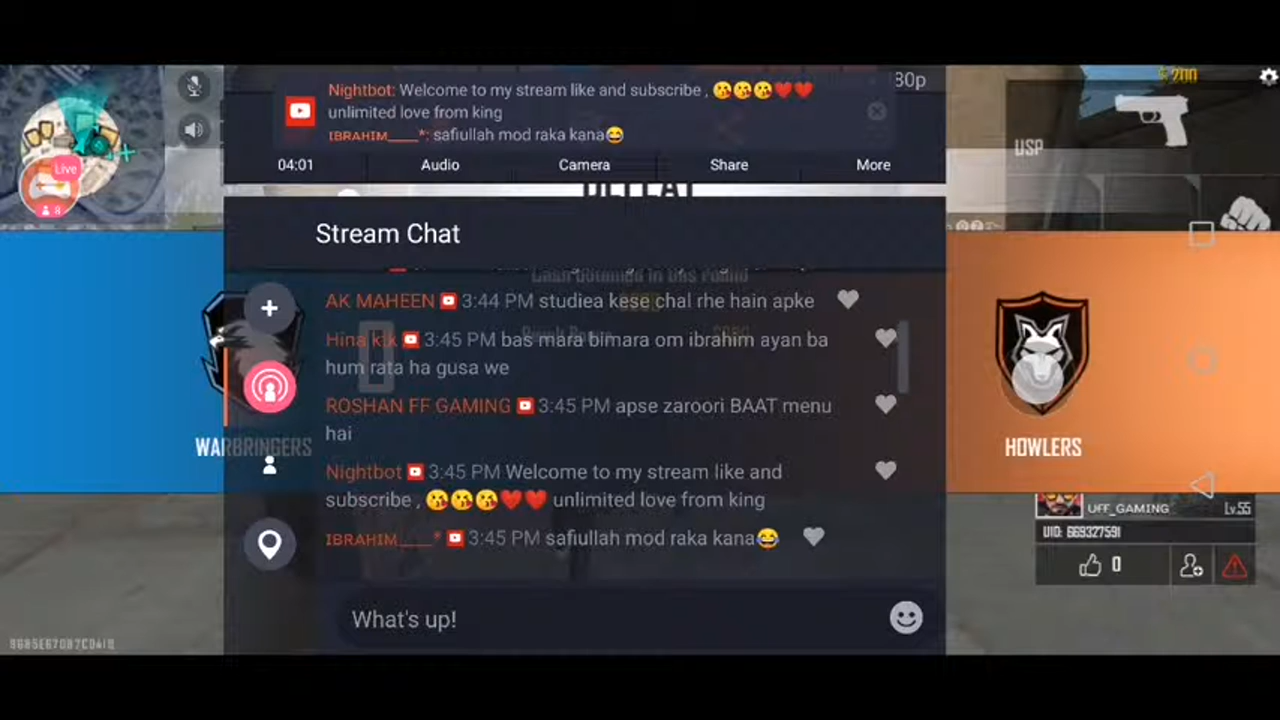 Nightbot: Welcome to my stream like and subscribe , 😘😘😘❤️❤️
unlimited love from king
IBRAHIM____*: safiullah mod raka kana😂
$ 200
USP
04:01 Audio Camera Share More
Live
8
DEFEAT
Stream Chat
AK MAHEEN 3:44 PM studiea kese chal rhe hain apke
Hina k.k 3:45 PM bas mara bimara om ibrahim ayan ba
hum rata ha gusa we
ROSHAN FF GAMING 3:45 PM apse zaroori BAAT menu
hai
WARBRINGERS
HOWLERS
Nightbot 3:45 PM Welcome to my stream like and
subscribe , 😘😘😘❤️❤️ unlimited love from king
IBRAHIM____* 3:45 PM safiullah mod raka kana😂
UFF_GAMING Lv.55
UID: 669327591
0
What's up!